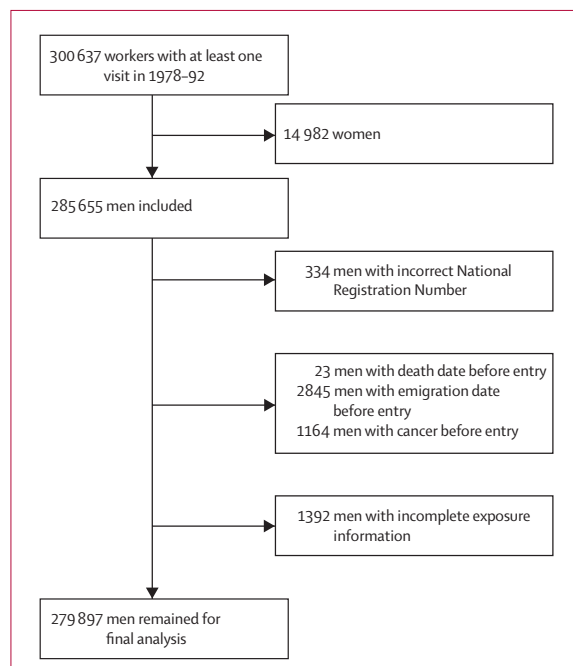 300 637 workers with at least one
visit in 1978–92
14 982 women
285 655 men included
334 men with incorrect National
Registration Number
23 men with death date before entry
2845 men with emigration date
before entry
1164 men with cancer before entry
1392 men with incomplete exposure
information
279 897 men remained for
final analysis